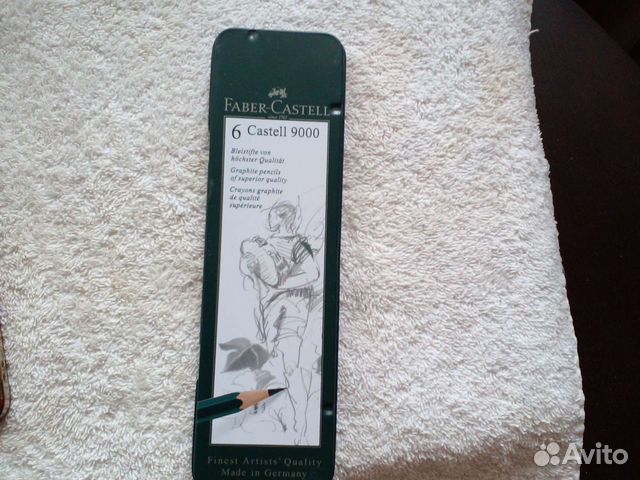 FABER-CASTELL
since 1761
6 Castell 9000
Bleistifte von
höchster Qualität
Graphite pencils
of superior quality
Crayons graphite
de qualité
supérieure
Finest Artists' Quality
Made in Germany
Avito